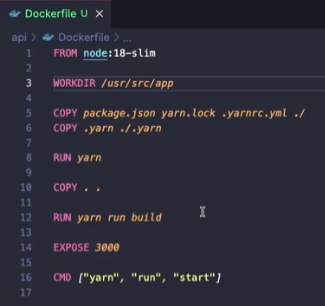 Dockerfile U ×
api > Dockerfile > ...
1 FROM node:18-slim
2
3 WORKDIR /usr/src/app
4
5 COPY package.json yarn.lock .yarnrc.yml ./
6 COPY .yarn ./.yarn
7
8 RUN yarn
9
10 COPY . .
11
12 RUN yarn run build
13
14 EXPOSE 3000
15
16 CMD ["yarn", "run", "start"]
17